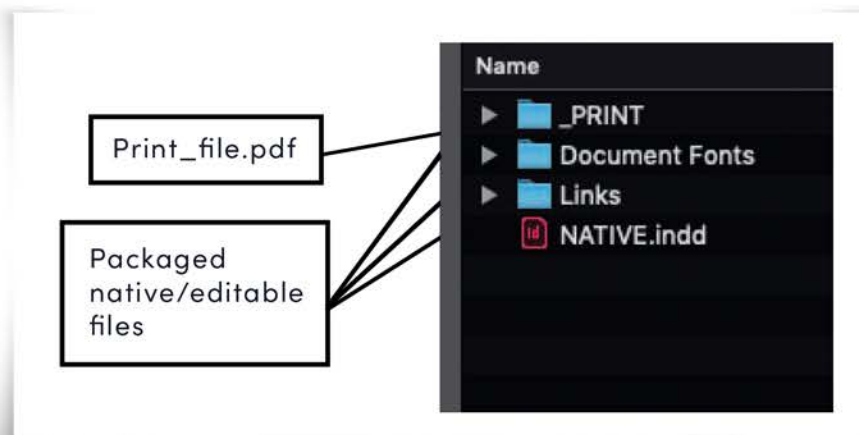 Print_file.pdf
Packaged
native/editable
files
Name
_PRINT
Document Fonts
Links
Id
NATIVE.indd